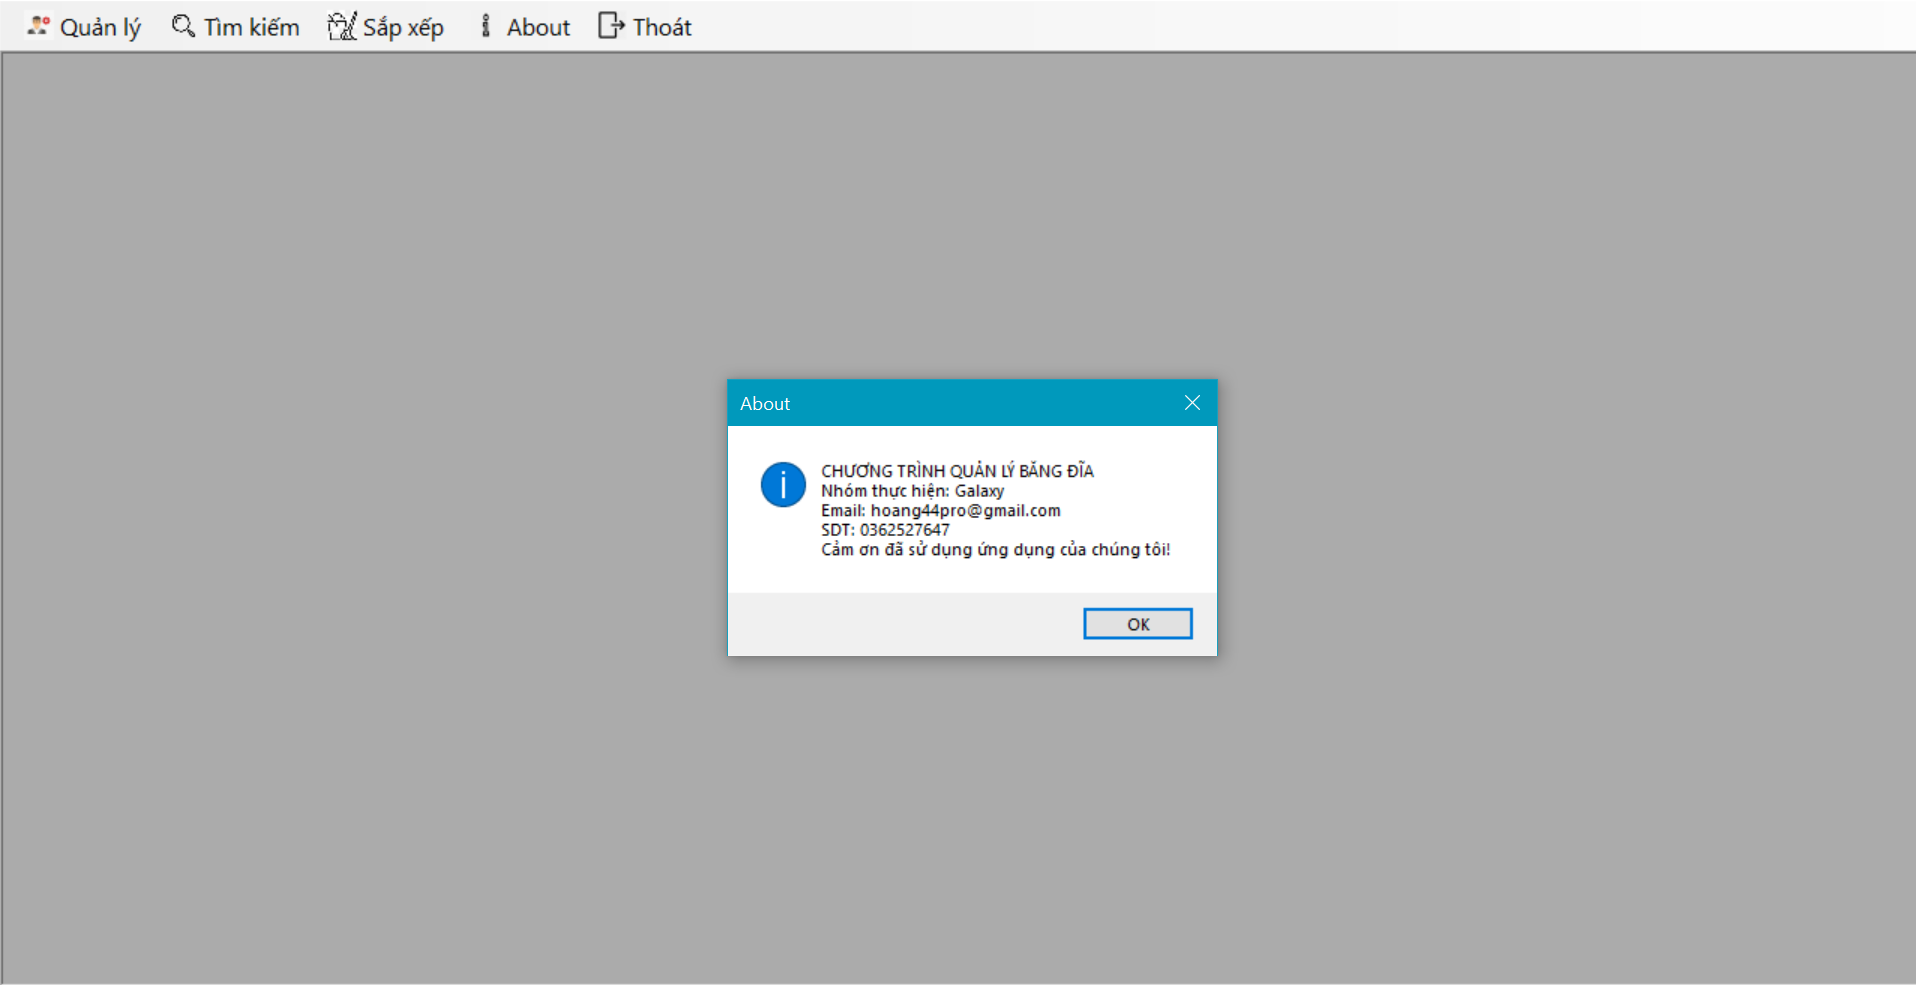 Quản lý Tìm kiếm Sắp xếp About Thoát
About
CHƯƠNG TRÌNH QUẢN LÝ BĂNG ĐĨA
Nhóm thực hiện: Galaxy
Email: hoang44pro@gmail.com
SDT: 0362527647
Cảm ơn đã sử dụng ứng dụng của chúng tôi!
OK